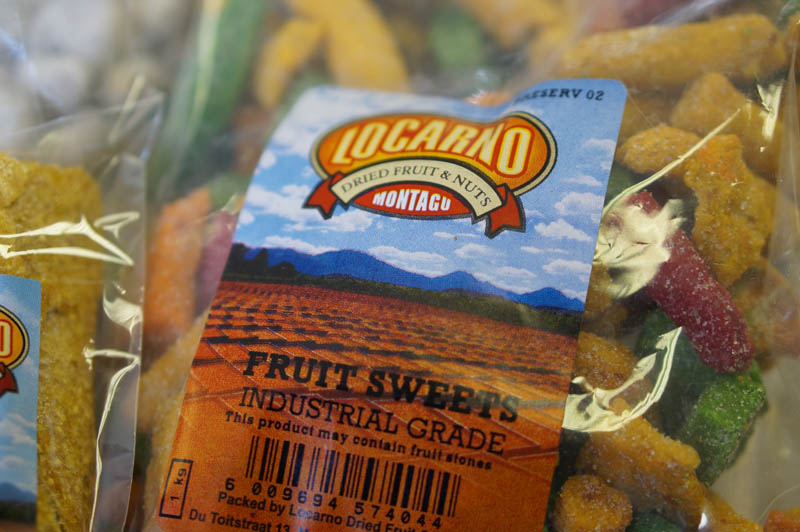 PRESERV 02
LOCARNO
DRIED FRUIT & NUTS
MONTAGU
FRUIT SWEETS
INDUSTRIAL GRADE
This product may contain fruit stones
1 kg
6 009694 574044
Packed by Locarno Dried Fruit
Du Toitstraat 13